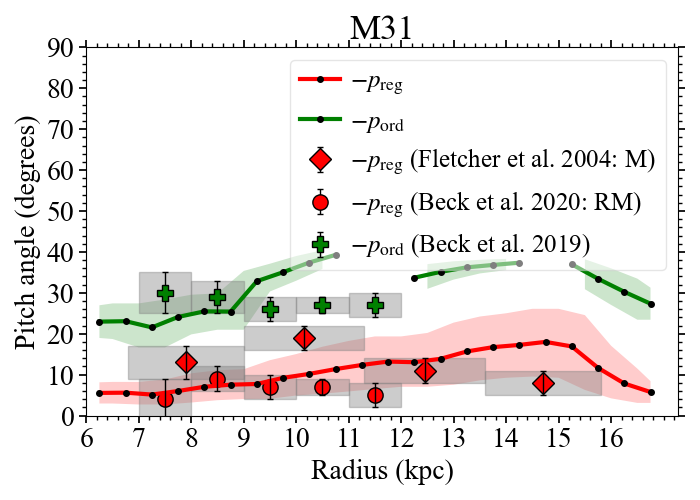 M31
Pitch angle (degrees)
90
80
70
60
50
40
30
20
10
0
−p_reg
−p_ord
−p_reg (Fletcher et al. 2004: M)
−p_reg (Beck et al. 2020: RM)
−p_ord (Beck et al. 2019)
6 7 8 9 10 11 12 13 14 15 16
Radius (kpc)